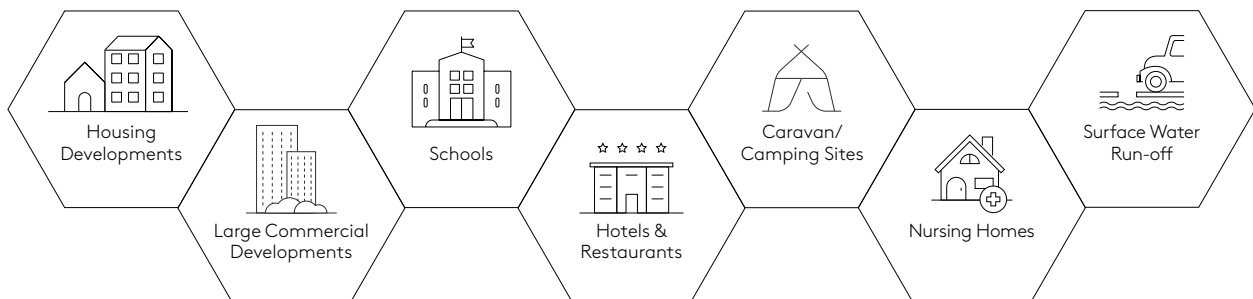 Housing
Developments
Large Commercial
Developments
Schools
Hotels &
Restaurants
Caravan/
Camping Sites
Nursing Homes
Surface Water
Run-off